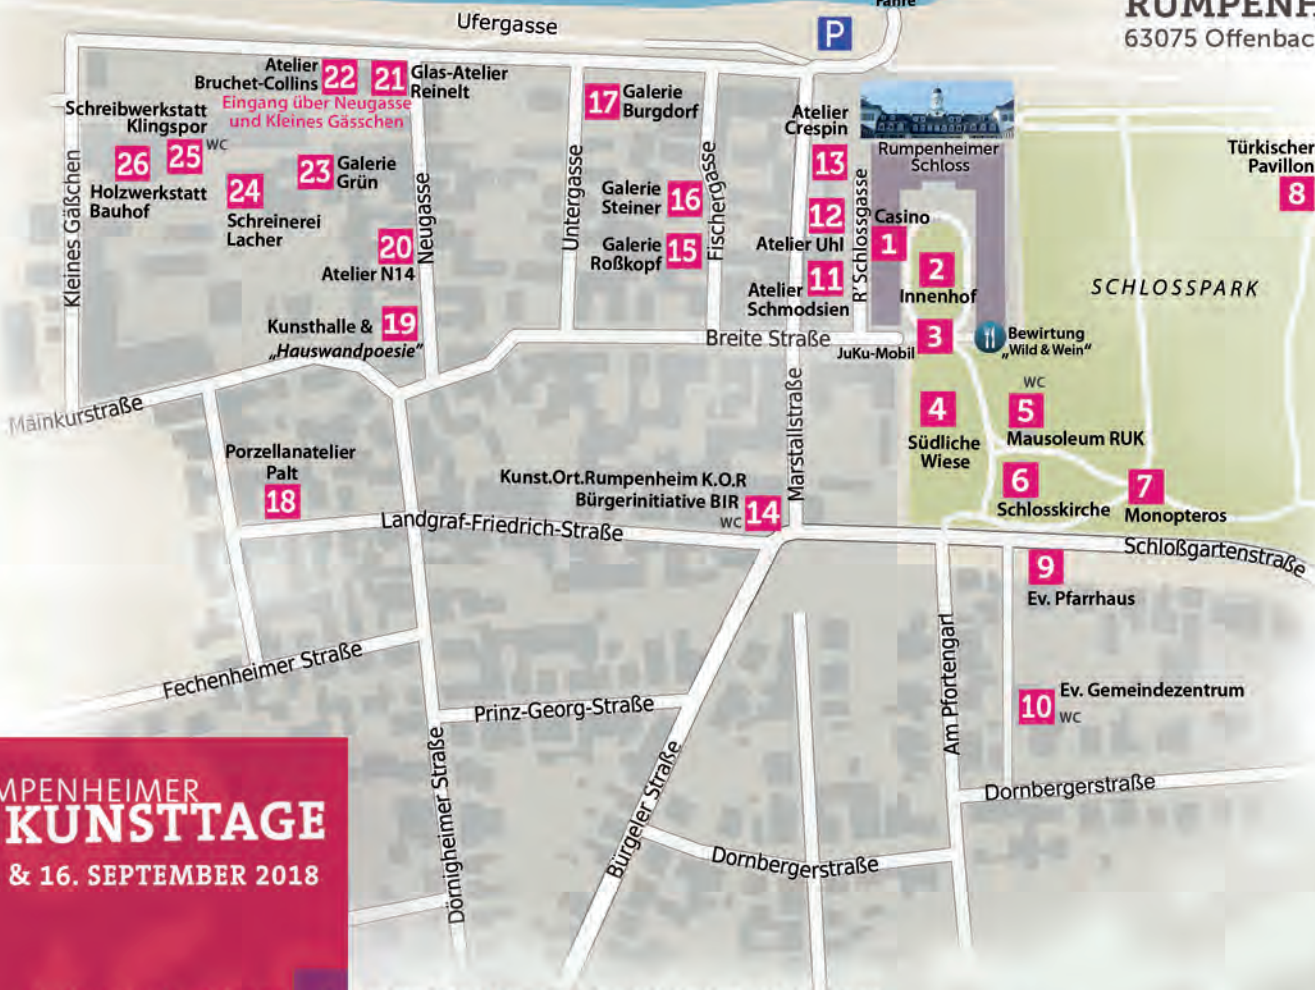 Fähre
RUMPENH
63075 Offenbac
Ufergasse
P
Atelier
Bruchet-Collins
22
21
Glas-Atelier
Reinelt
Eingang über Neugasse
und Kleines Gässchen
Schreibwerkstatt
Klingspor
WC
26
25
Holzwerkstatt
Bauhof
24
Schreinerei
Lacher
23
Galerie
Grün
20
Atelier N14
Kunsthalle &
„Hauswandpoesie“
19
Kleines Gäßchen
Neugasse
Untergasse
17
Galerie
Burgdorf
Galerie
Steiner
16
Galerie
Roßkopf
15
Fischergasse
Atelier
Crespin
13
12
Atelier Uhl
11
Atelier
Schmodsien
R' Schlossgasse
Rumpenheimer
Schloss
Casino
1
2
Innenhof
3
JuKu-Mobil
Bewirtung
„Wild & Wein“
Türkischer
Pavillon
8
SCHLOSSPARK
Breite Straße
Mainkurstraße
Marstallstraße
4
Südliche
Wiese
WC
5
Mausoleum RUK
6
Schlosskirche
7
Monopteros
Porzellanatelier
Palt
18
Kunst.Ort.Rumpenheim K.O.R
Bürgerinitiative BIR
WC
14
Landgraf-Friedrich-Straße
Schloßgartenstraße
9
Ev. Pfarrhaus
Am Pfortengart
10
Ev. Gemeindezentrum
WC
Fechenheimer Straße
Prinz-Georg-Straße
Dörnigheimer Straße
Bürgeler Straße
Dornbergerstraße
Dornbergerstraße
MPENHEIMER
KUNSTTAGE
& 16. SEPTEMBER 2018